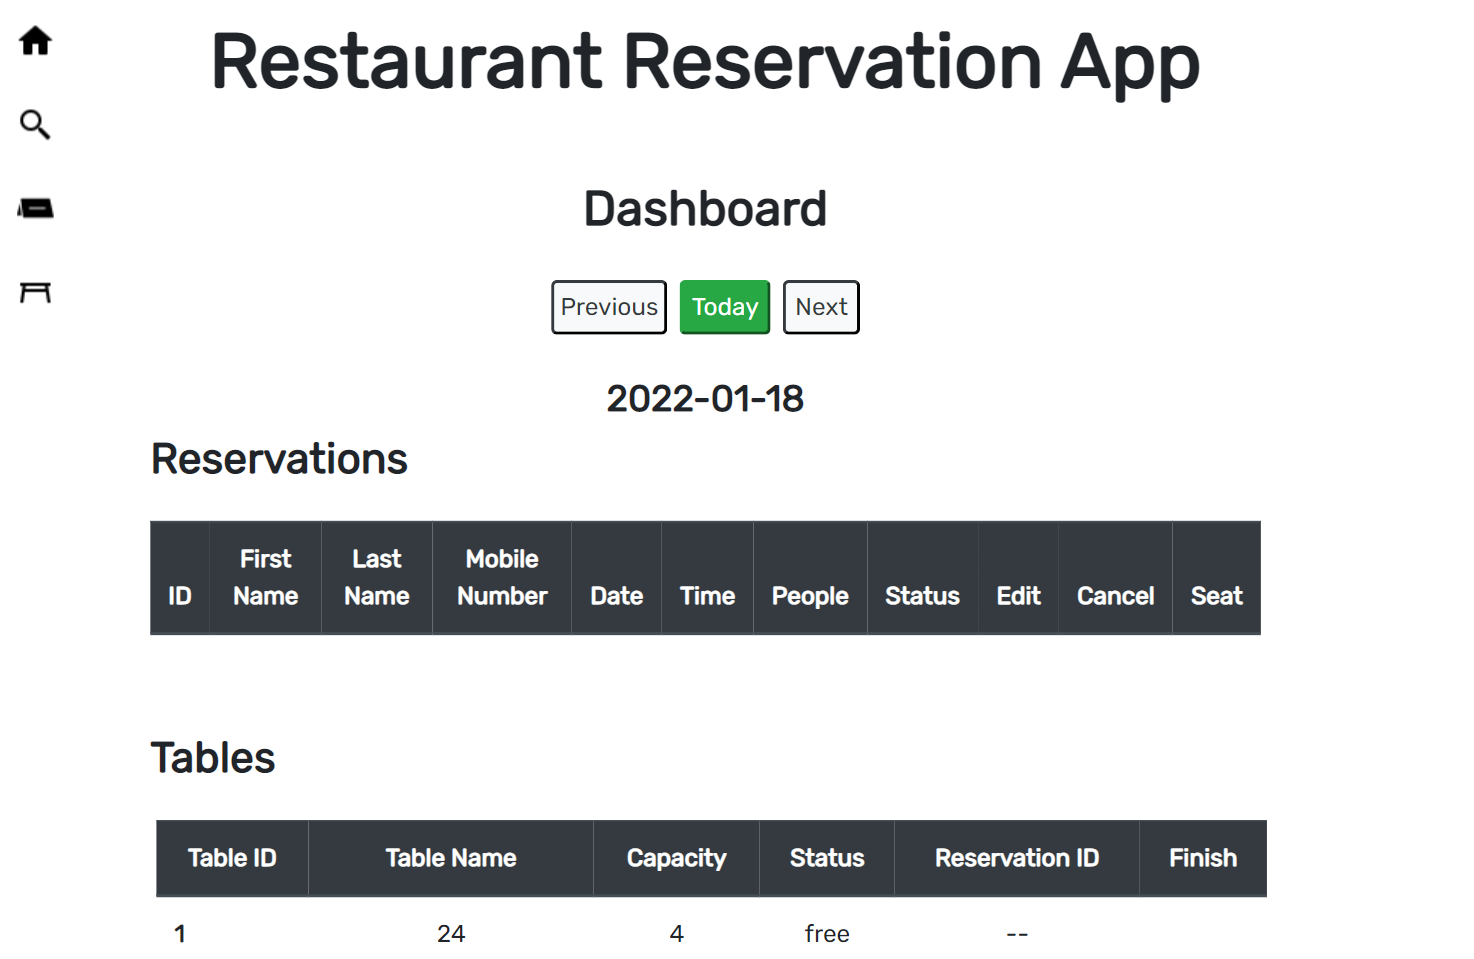 Restaurant Reservation App
Dashboard
Previous Today Next
2022-01-18
Reservations
ID First Name Last Name Mobile Number Date Time People Status Edit Cancel Seat
Tables
Table ID Table Name Capacity Status Reservation ID Finish
1 24 4 free --